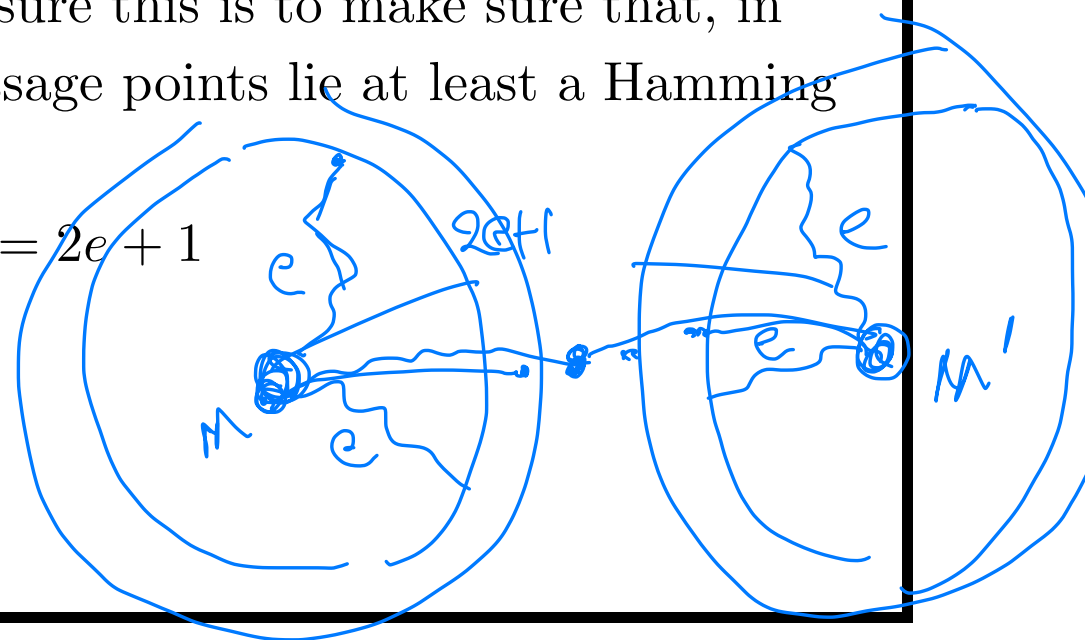 sure this is to make sure that, in
sage points lie at least a Hamming
= 2e + 1
2e+1
e
e
e
e
M
M'